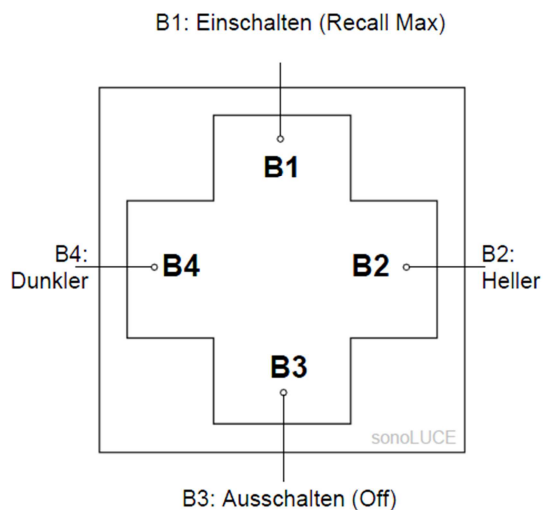 B1: Einschalten (Recall Max)
B1
B4:
Dunkler
B4
B2
B2:
Heller
B3
sonoLUCE
B3: Ausschalten (Off)